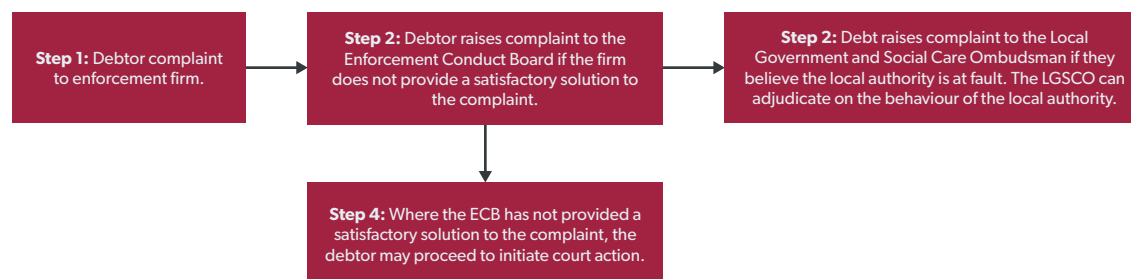 Step 1: Debtor complaint
to enforcement firm.
Step 2: Debtor raises complaint to the
Enforcement Conduct Board if the firm
does not provide a satisfactory solution to
the complaint.
Step 2: Debt raises complaint to the Local
Government and Social Care Ombudsman if they
believe the local authority is at fault. The LGSCO can
adjudicate on the behaviour of the local authority.
Step 4: Where the ECB has not provided a
satisfactory solution to the complaint, the
debtor may proceed to initiate court action.